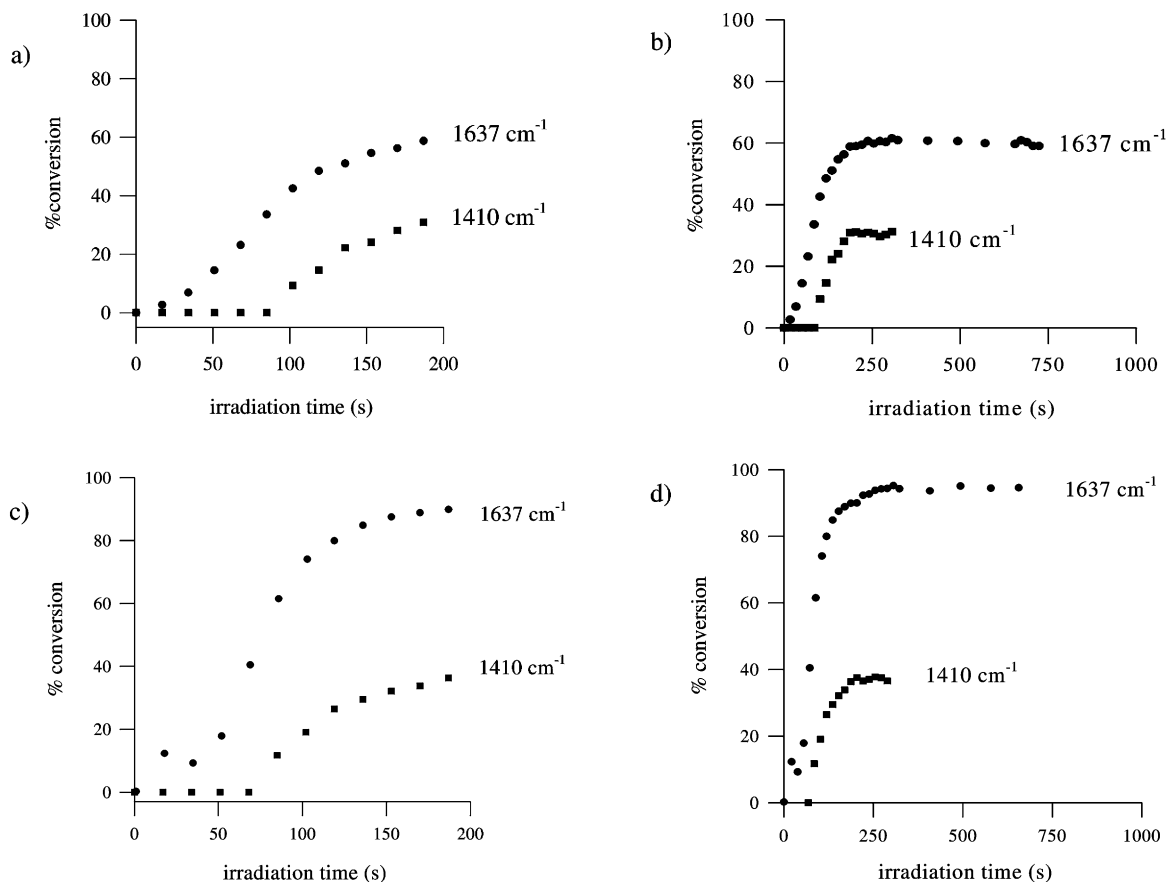 a)
100
80
60
40
20
0
%conversion
1637 cm-1
1410 cm-1
0 50 100 150 200
irradiation time (s)
b)
100
80
60
40
20
0
%conversion
1637 cm-1
1410 cm-1
0 250 500 750 1000
irradiation time (s)
c)
100
80
60
40
20
0
% conversion
1637 cm-1
1410 cm-1
0 50 100 150 200
irradiation time (s)
d)
100
80
60
40
20
0
% conversion
1637 cm-1
1410 cm-1
0 250 500 750 1000
irradiation time (s)